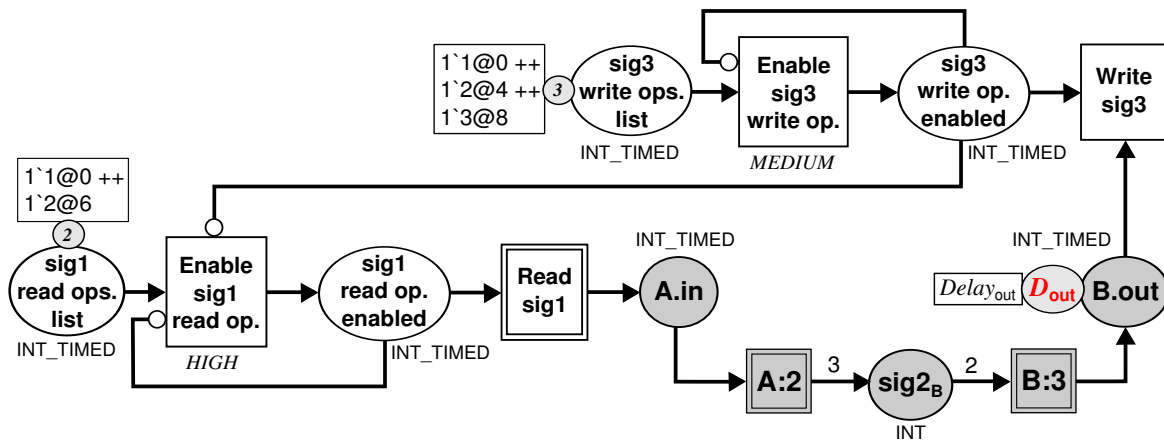 1`1@0 ++
1`2@4 ++
1`3@8
3
sig3
write ops.
list
INT_TIMED
Enable
sig3
write op.
MEDIUM
sig3
write op.
enabled
INT_TIMED
Write
sig3
1`1@0 ++
1`2@6
2
sig1
read ops.
list
INT_TIMED
Enable
sig1
read op.
HIGH
sig1
read op.
enabled
INT_TIMED
Read
sig1
INT_TIMED
A.in
INT_TIMED
Delayout
Dout
B.out
A:2
3
sig2B
INT
2
B:3